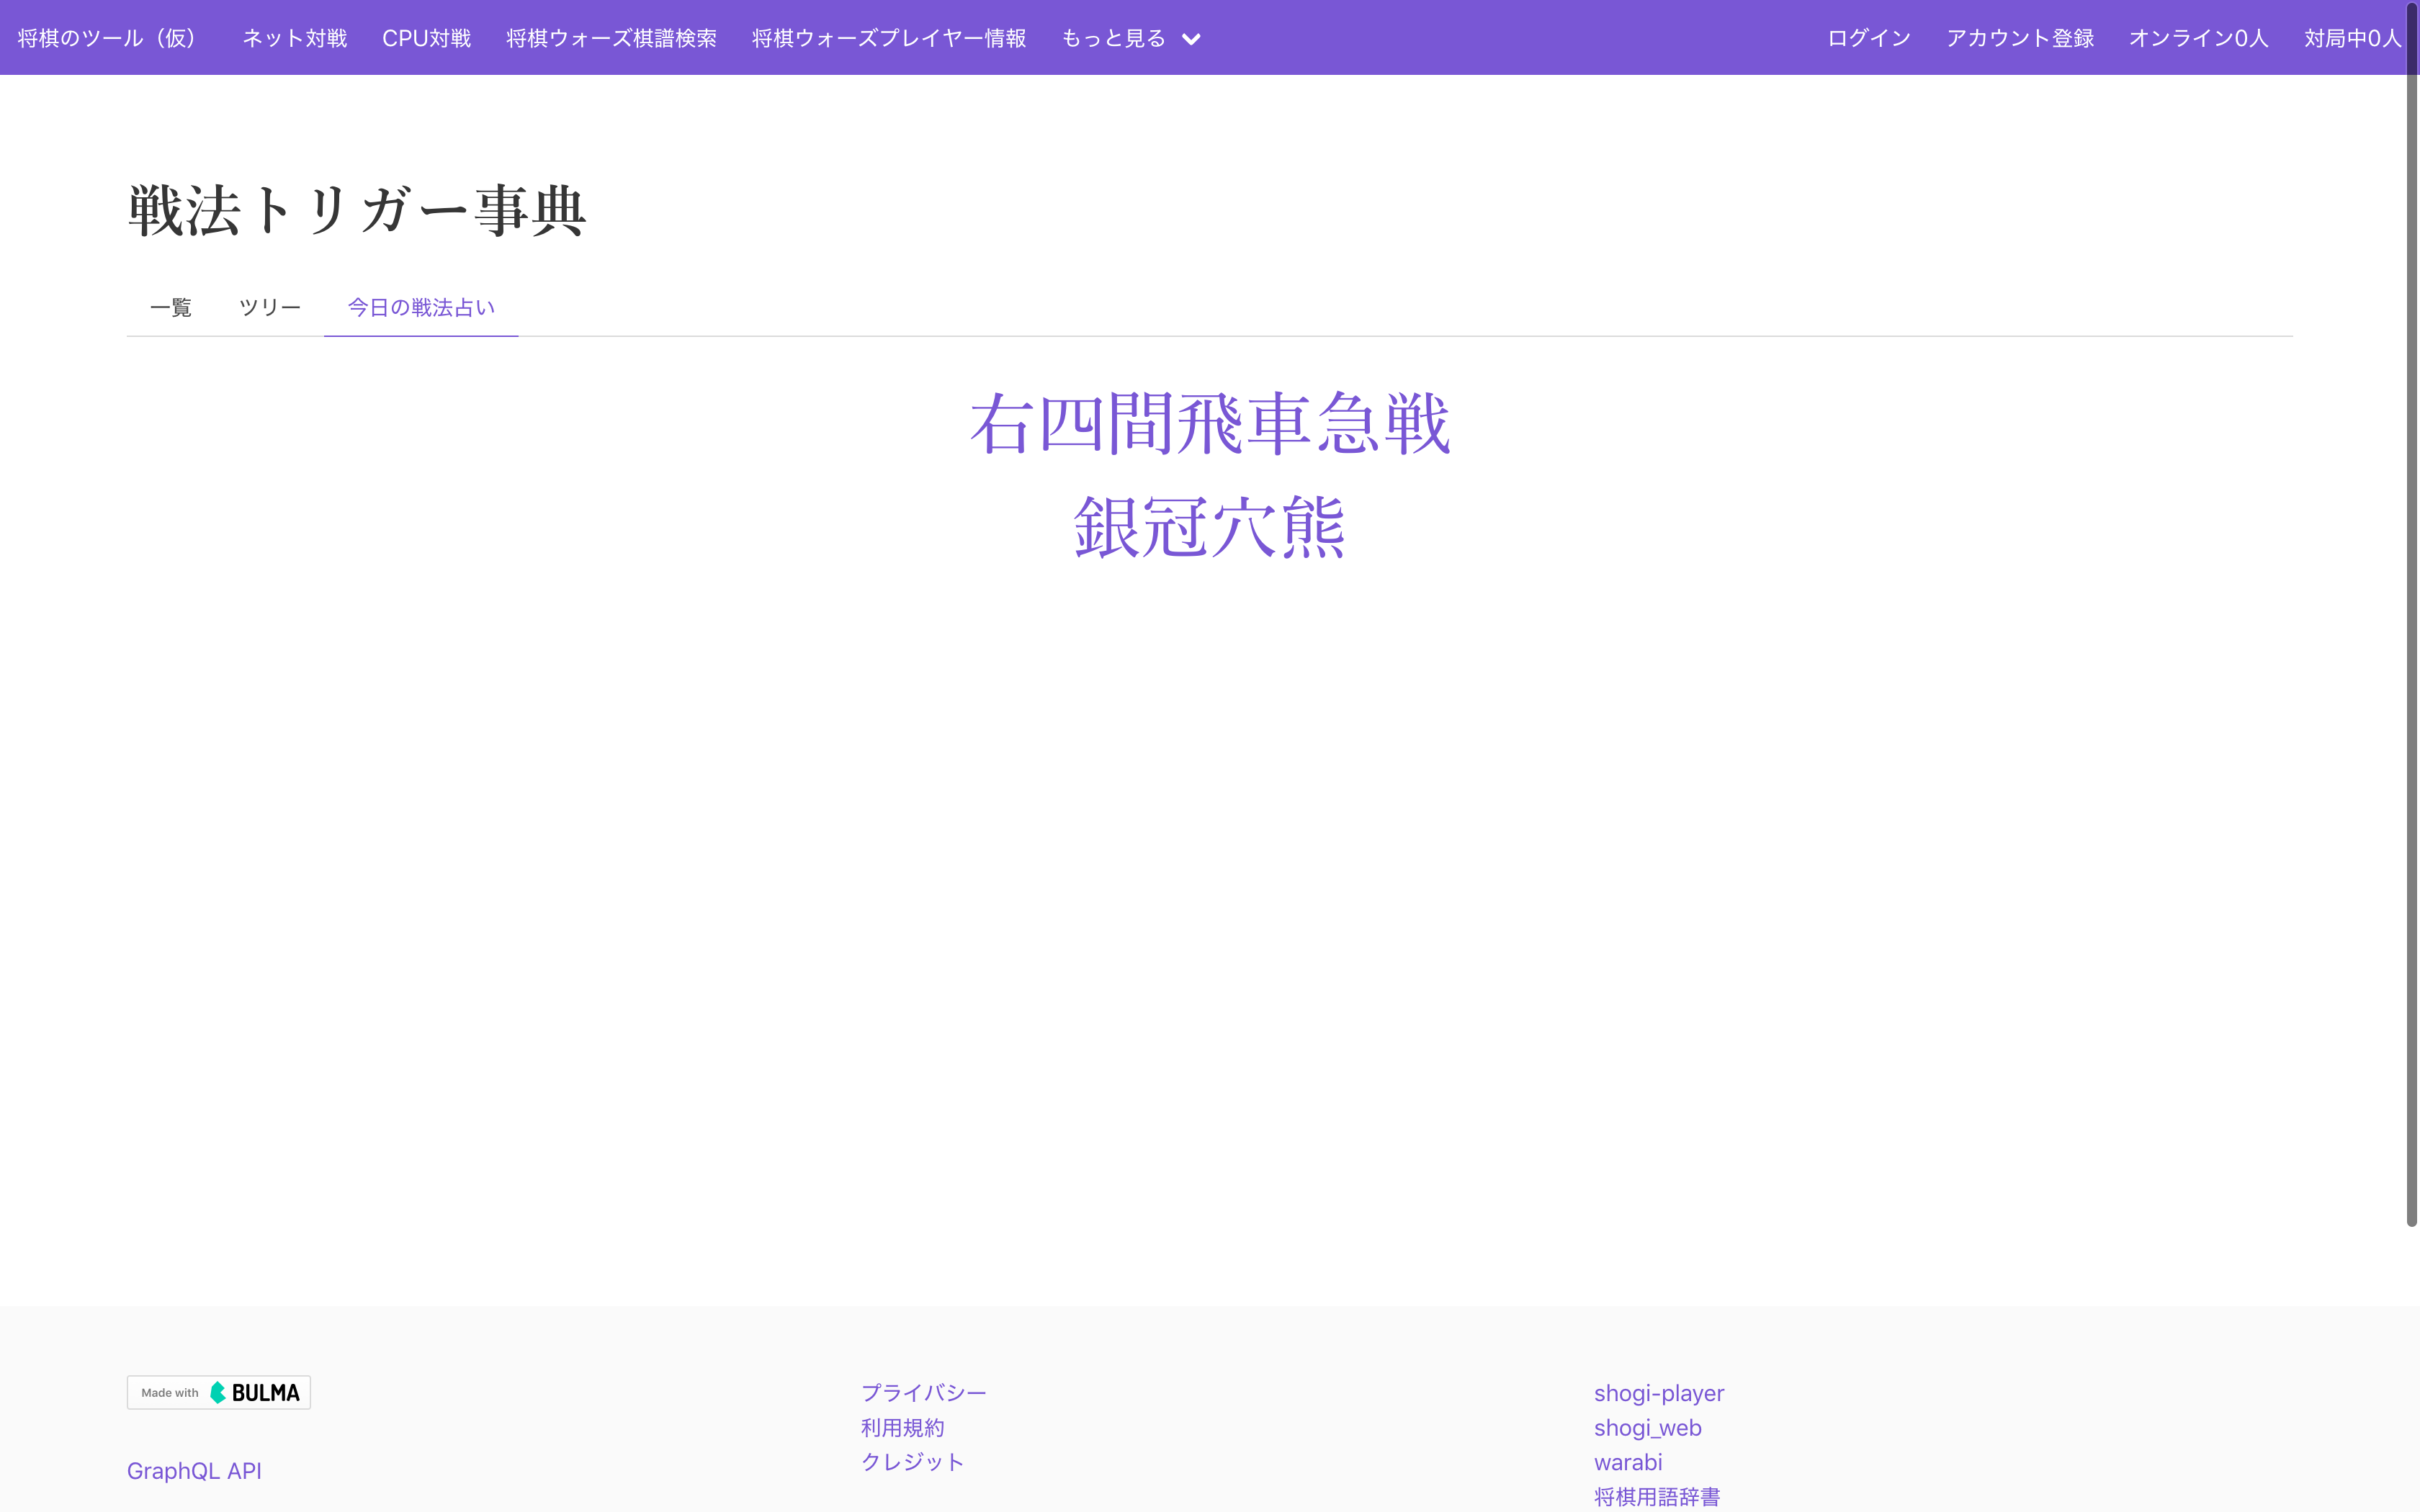 将棋のツール（仮） ネット対戦 CPU対戦 将棋ウォーズ棋譜検索 将棋ウォーズプレイヤー情報 もっと見る ログイン アカウント登録 オンライン0人 対局中0人
戦法トリガー事典
一覧 ツリー 今日の戦法占い
右四間飛車急戦
銀冠穴熊
Made with BULMA
GraphQL API
プライバシー
利用規約
クレジット
shogi-player
shogi_web
warabi
将棋用語辞書